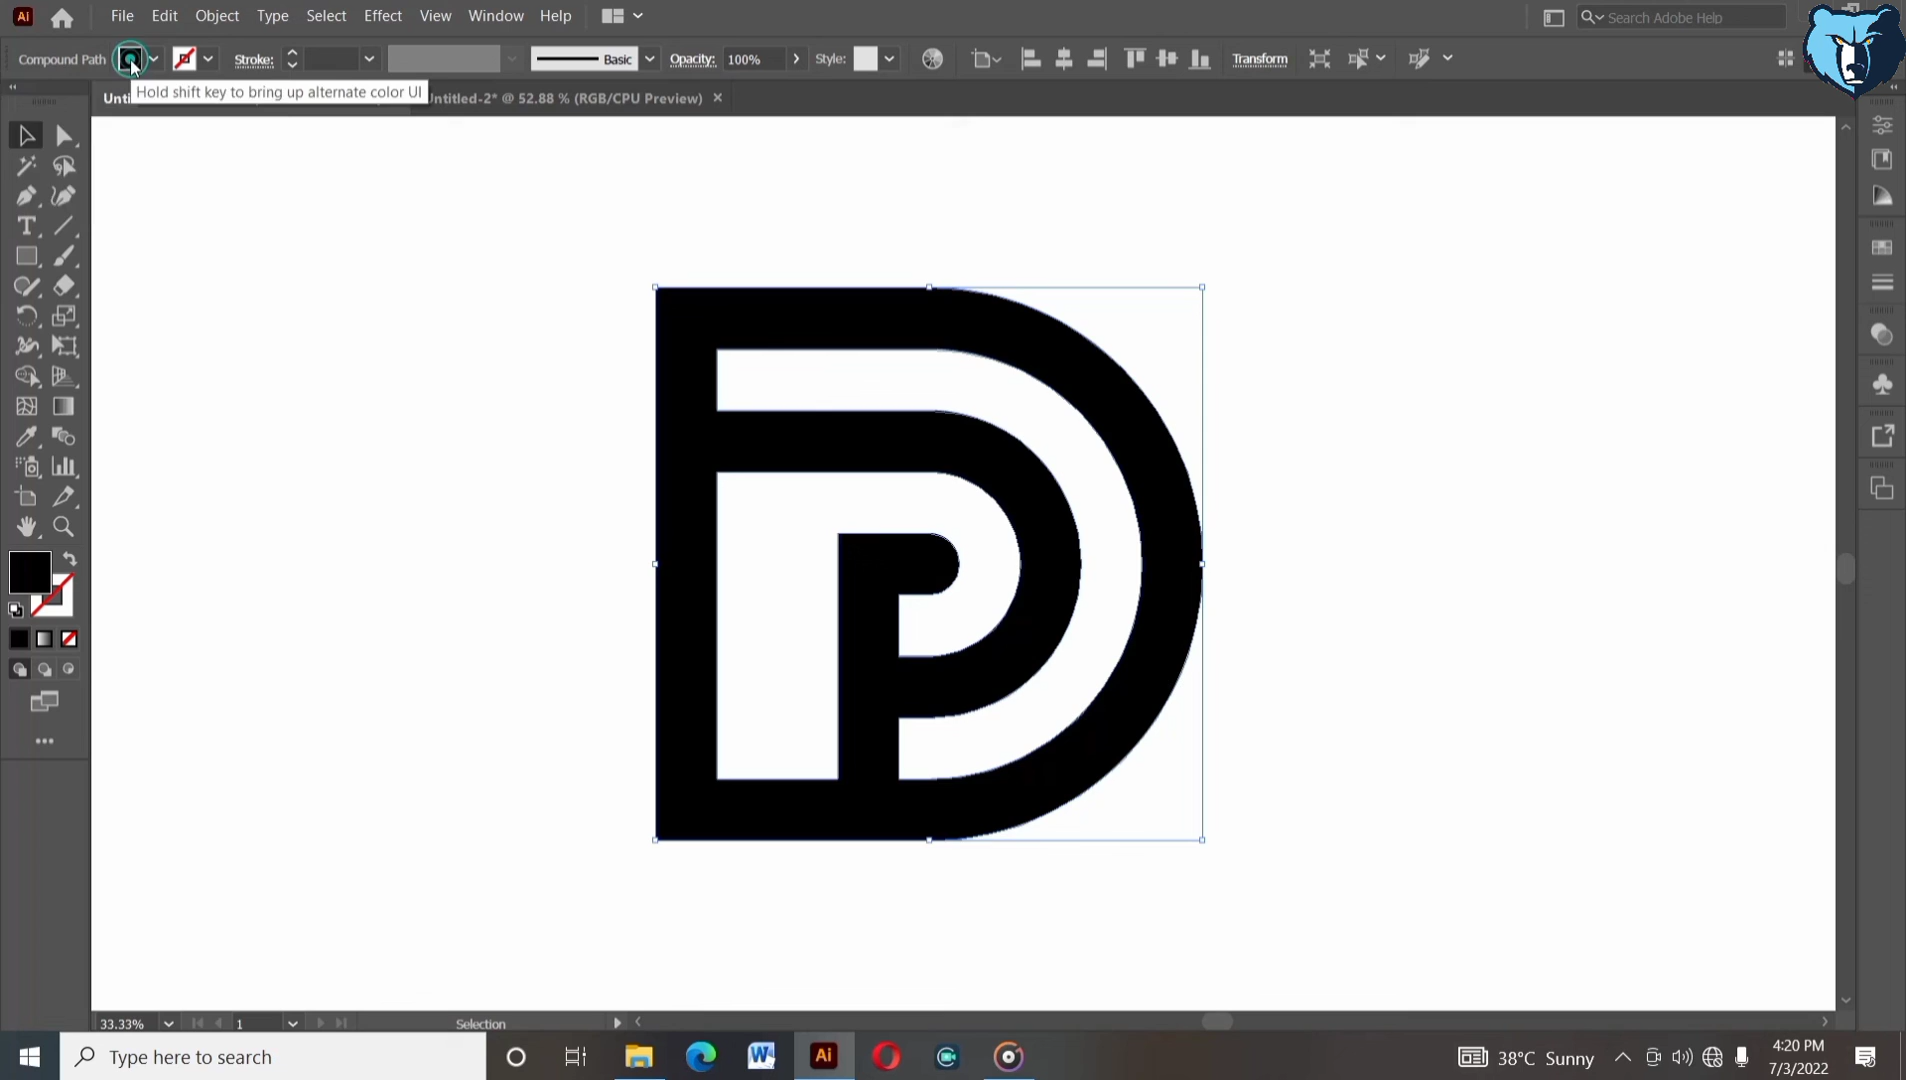 Ai File Edit Object Type Select Effect View Window Help Search Adobe Help
Compound Path Stroke: Basic Opacity: 100% Style: Transform
Hold shift key to bring up alternate color UI
Unti
Untitled-2* @ 52.88 % (RGB/CPU Preview)
33.33% 1 Selection
Type here to search
W Ai
38°C Sunny
4:20 PM
7/3/2022